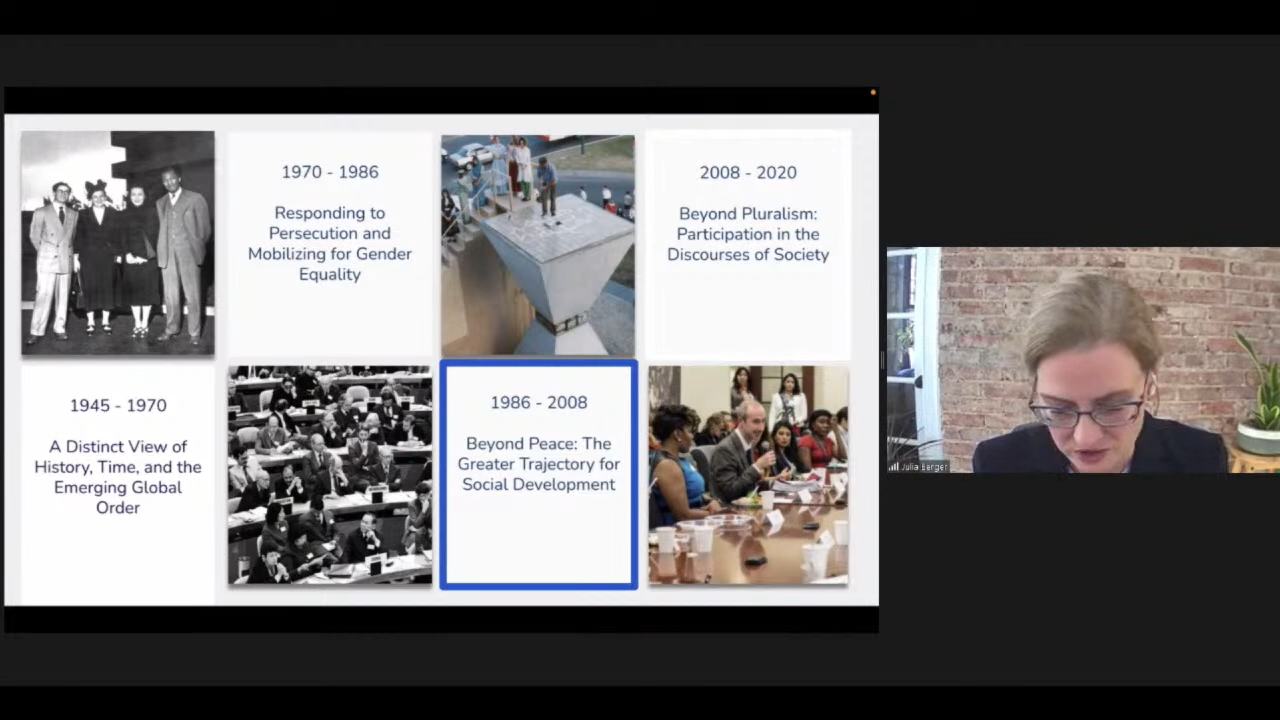 1970 - 1986
Responding to
Persecution and
Mobilizing for Gender
Equality
2008 - 2020
Beyond Pluralism:
Participation in the
Discourses of Society
1945 - 1970
A Distinct View of
History, Time, and the
Emerging Global
Order
1986 - 2008
Beyond Peace: The
Greater Trajectory for
Social Development
Julia Berger